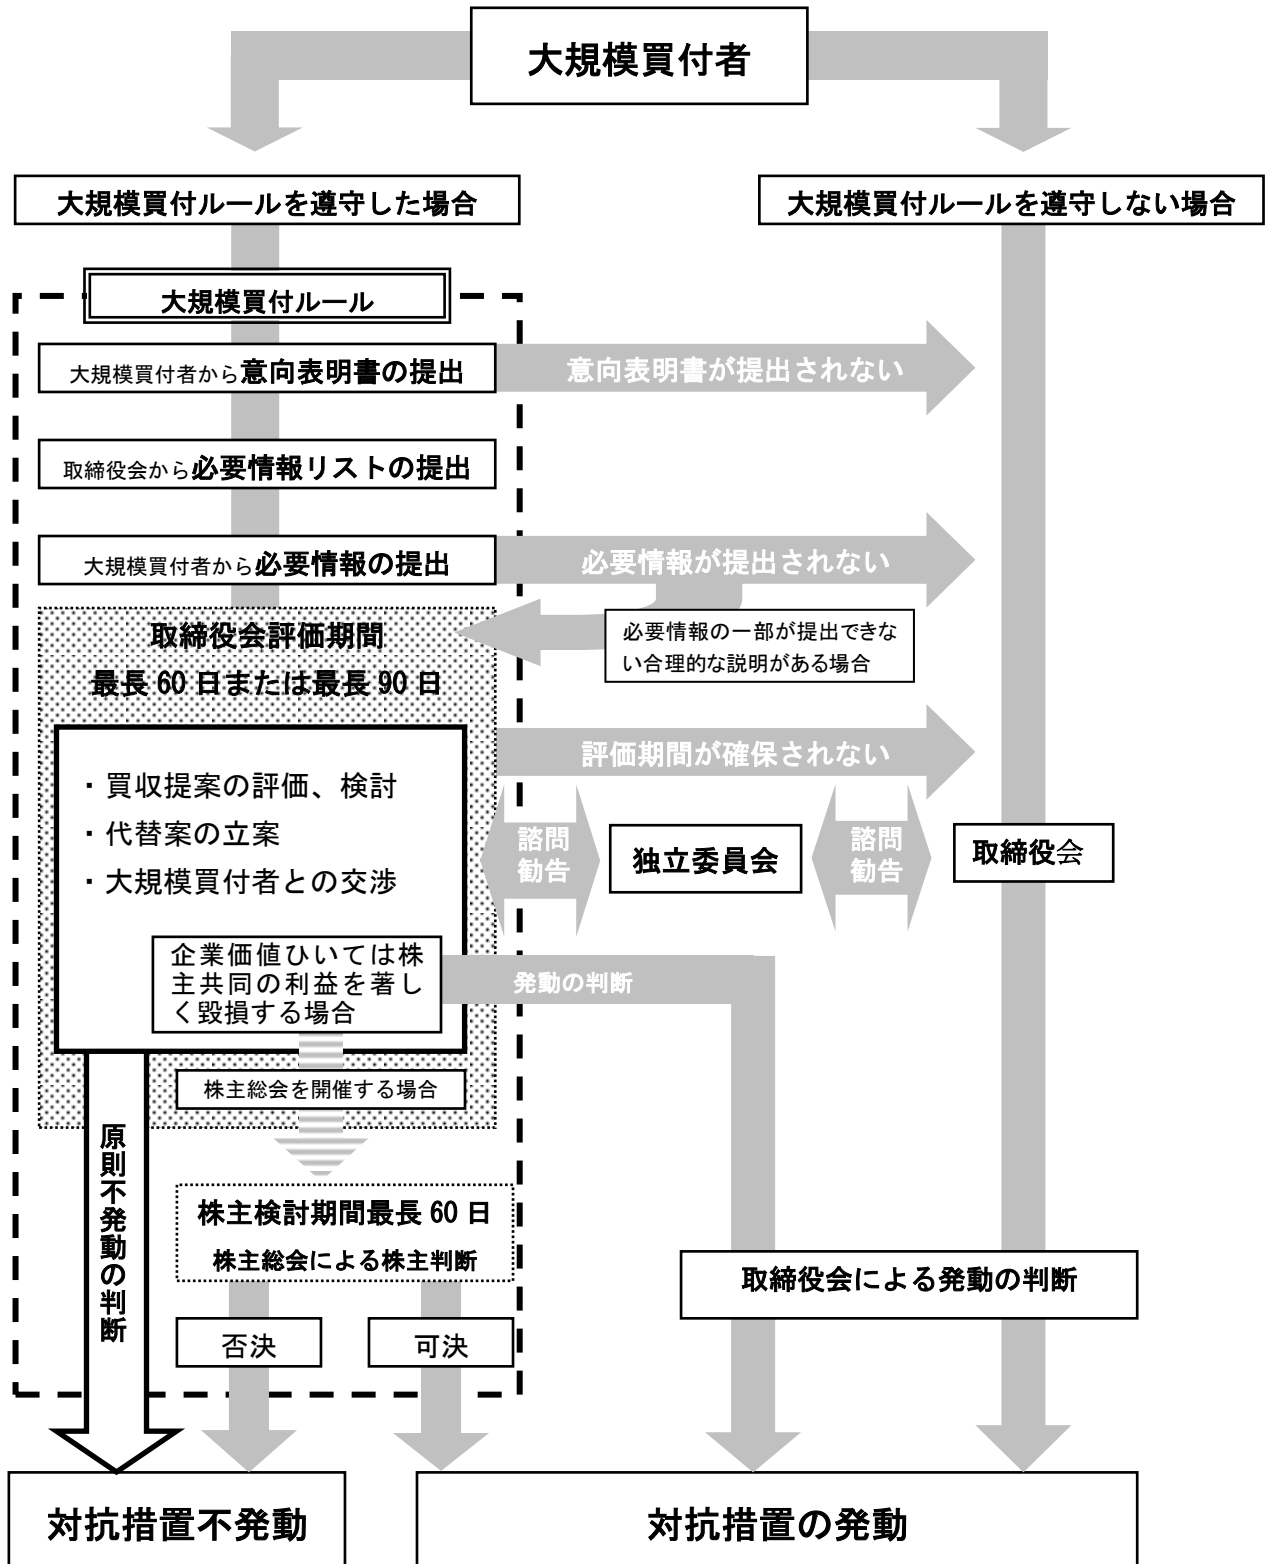 大規模買付者
大規模買付ルールを遵守した場合
大規模買付ルールを遵守しない場合
大規模買付ルール
大規模買付者から意向表明書の提出
意向表明書が提出されない
取締役会から必要情報リストの提出
大規模買付者から必要情報の提出
必要情報が提出されない
必要情報の一部が提出できな
い合理的な説明がある場合
取締役会評価期間
最長 60 日または最長 90 日
評価期間が確保されない
・買収提案の評価、検討
・代替案の立案
・大規模買付者との交渉
諮問
勧告
独立委員会
諮問
勧告
取締役会
企業価値ひいては株
主共同の利益を著し
く毀損する場合
発動の判断
株主総会を開催する場合
原則不発動の判断
株主検討期間最長 60 日
株主総会による株主判断
取締役会による発動の判断
否決
可決
対抗措置不発動
対抗措置の発動